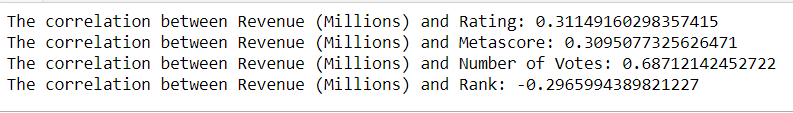 The correlation between Revenue (Millions) and Rating: 0.31149160298357415
The correlation between Revenue (Millions) and Metascore: 0.3095077325626471
The correlation between Revenue (Millions) and Number of Votes: 0.68712142452722
The correlation between Revenue (Millions) and Rank: -0.2965994389821227